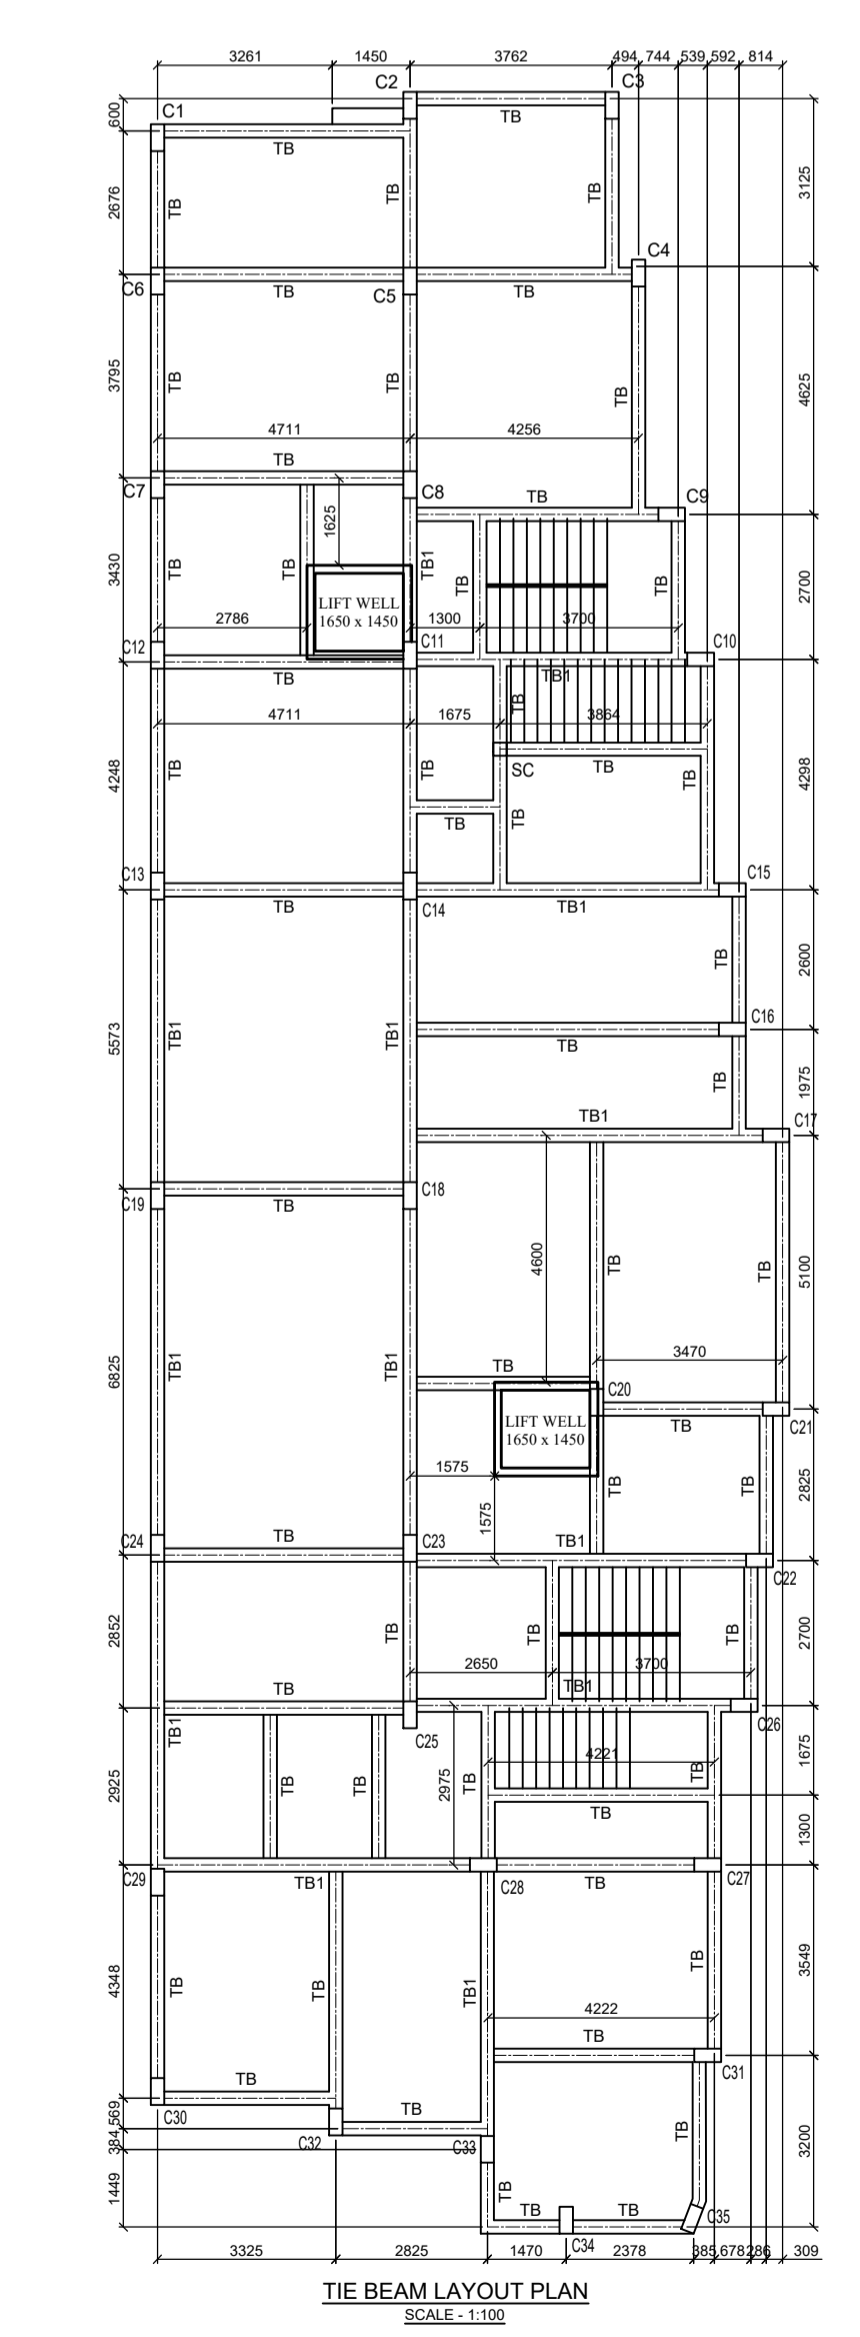 3261 1450 3762 494 744 539 592 814
C2 C3
600 C1 TB
TB
2676 TB TB TB 3125
C4
C6 TB C5 TB
3795 TB TB TB 4625
4711 4256
TB
C7 C8 TB C9
1625
3430 TB TB TB1 TB TB 2700
LIFT WELL
1650 x 1450
2786 1300 3700
C12 C11 C10
TB TB1
TB
4711 1675 3864
4248 TB TB SC TB TB 4298
TB TB
C13 C15
TB C14 TB1
TB 2600
C16
5573 TB1 TB1 TB
TB 1975
TB1 C17
C19 TB C18
4600 TB TB 5100
3470
6825 TB1 TB1 TB
C20
LIFT WELL
1650 x 1450
TB C21
1575 TB TB 2825
1575
C24 TB C23 TB1
C22
2852 TB TB TB 2700
2650 3700
TB TB1
TB1 C25 C26
4221 1675
2925 TB TB 2975 TB TB
TB 1300
C29 TB1 C28 TB C27
4348 TB TB TB1 TB 3549
4222
TB
C31
TB TB
569 C30
384 C32 C33 TB 3200
1449 TB
TB TB C35
C34
3325 2825 1470 2378 385 678 286 309
TIE BEAM LAYOUT PLAN
SCALE - 1:100